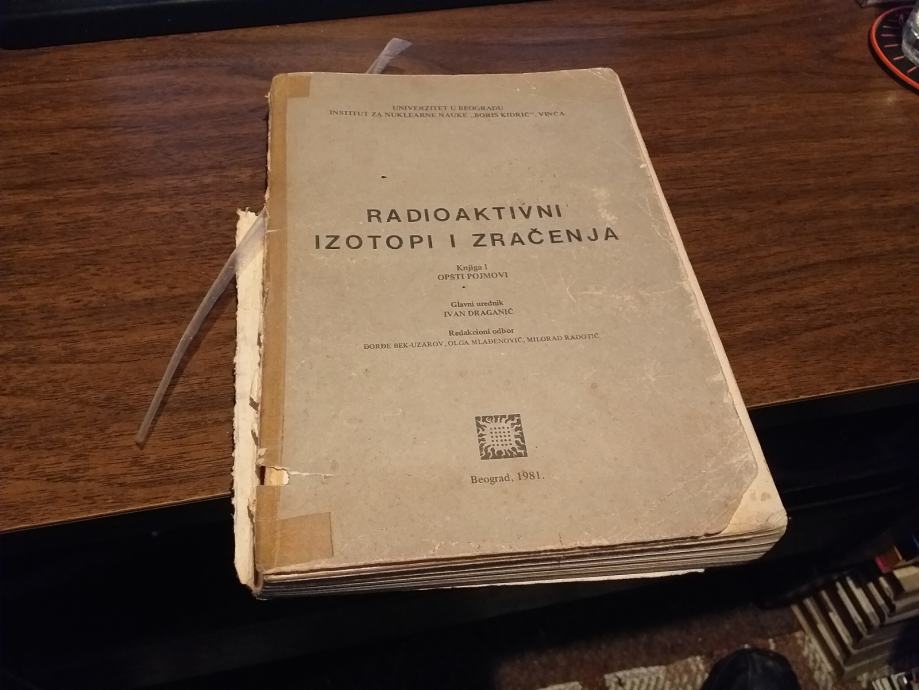 UNIVERZITET U BEOGRADU
INSTITUT ZA NUKLEARNE NAUKE „BORIS KIDRIČ“, VINČA
RADIOAKTIVNI
IZOTOPI I ZRAČENJA
Knjiga I
OPŠTI POJMOVI
Glavni urednik
IVAN DRAGANIĆ
Redakcioni odbor
ĐORĐE BEK-UZAROV, OLGA MLAĐENOVIĆ, MILORAD RADOTIĆ
Beograd, 1981.